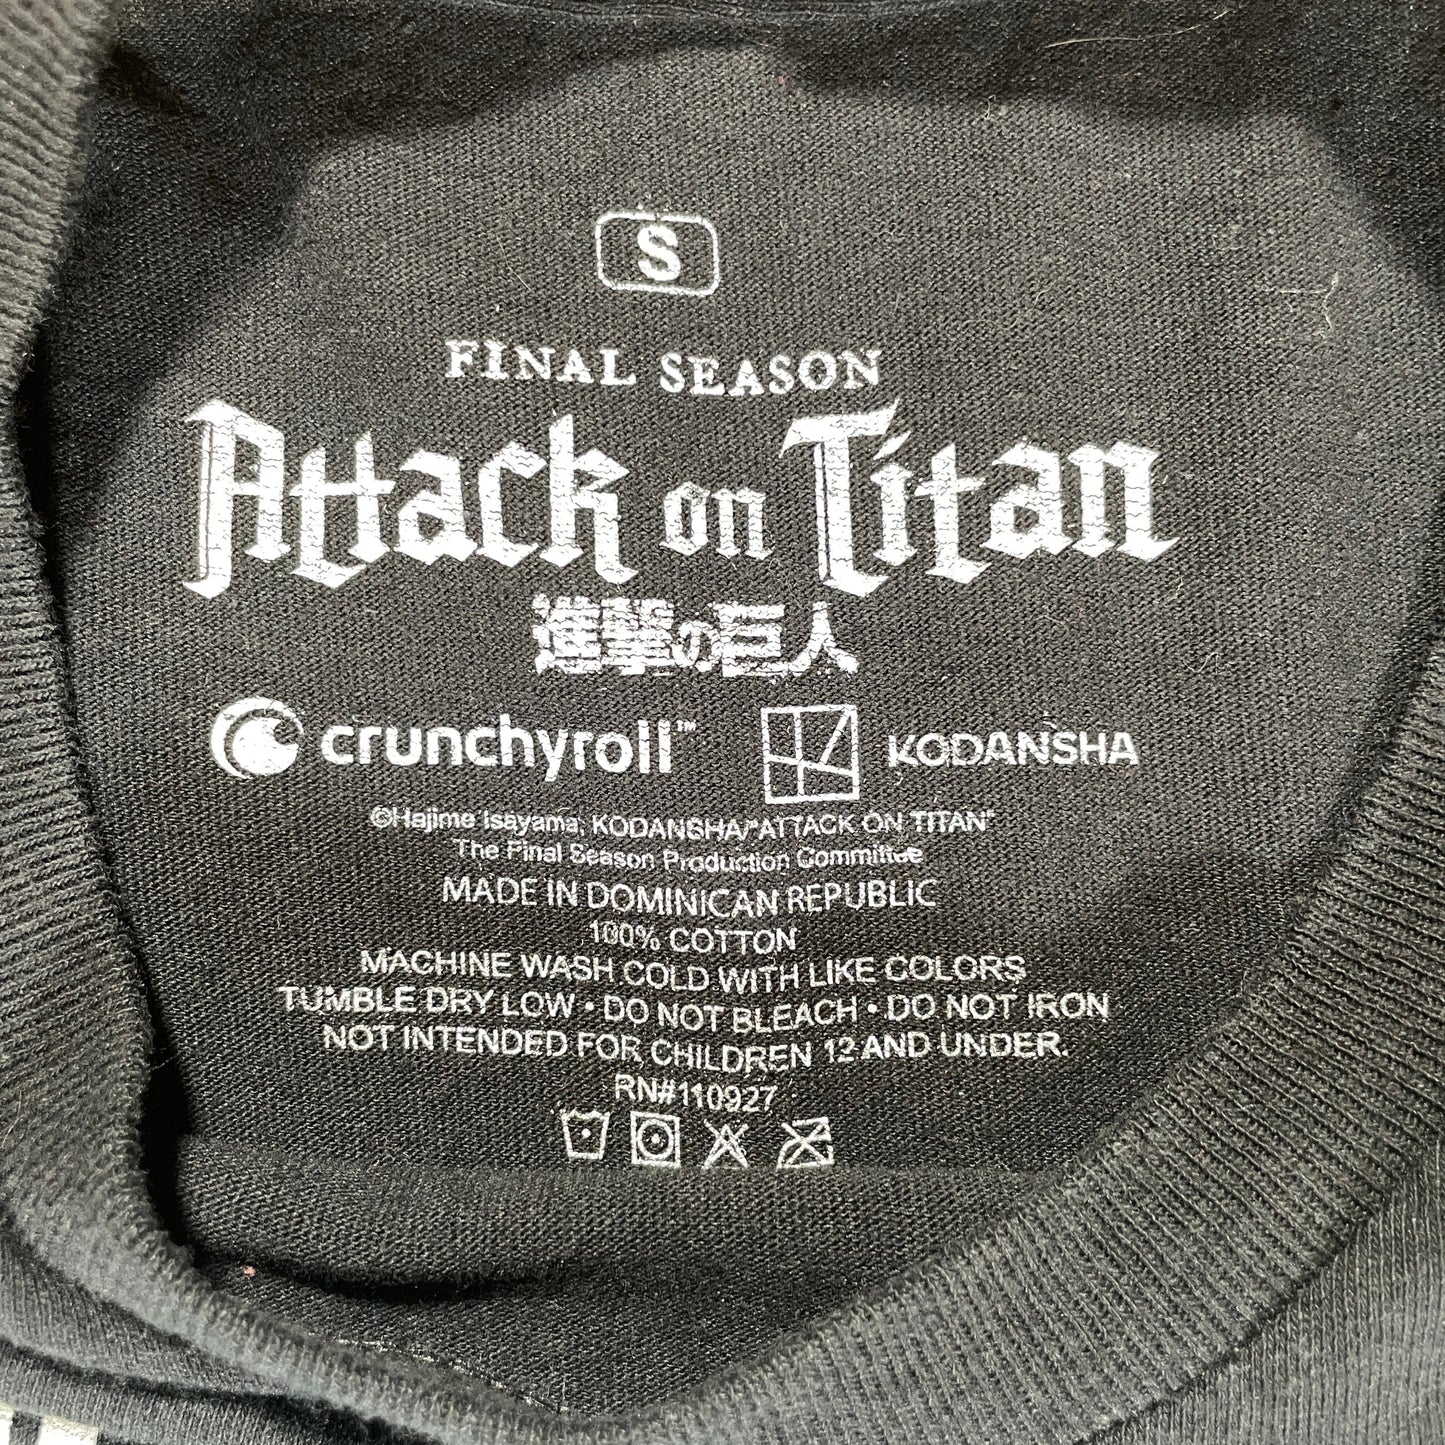 S
FINAL SEASON
Attack on Titan
進撃の巨人
crunchyroll™ KODANSHA
©Hajime Isayama, KODANSHA/"ATTACK ON TITAN"
The Final Season Production Committee
MADE IN DOMINICAN REPUBLIC
100% COTTON
MACHINE WASH COLD WITH LIKE COLORS
TUMBLE DRY LOW • DO NOT BLEACH • DO NOT IRON
NOT INTENDED FOR CHILDREN 12 AND UNDER.
RN#110927